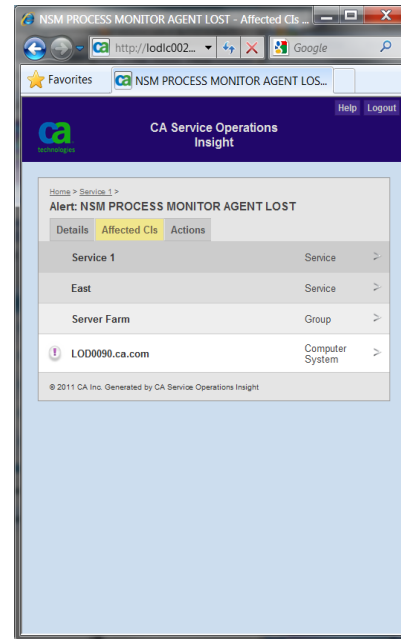 NSM PROCESS MONITOR AGENT LOST - Affected CIs ...
http://lodlc002...
Google
Favorites
NSM PROCESS MONITOR AGENT LOS...
Help Logout
ca
technologies
CA Service Operations
Insight
Home > Service 1 >
Alert: NSM PROCESS MONITOR AGENT LOST
Details Affected CIs Actions
Service 1 Service >
East Service >
Server Farm Group >
LOD0090.ca.com Computer System >
© 2011 CA Inc. Generated by CA Service Operations Insight